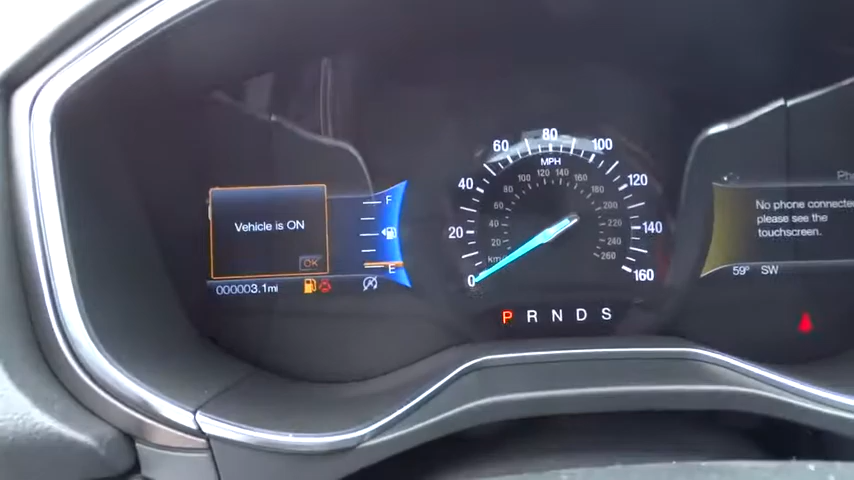 Vehicle is ON
OK
000003.1mi
F
E
0
20
40
60
80
100
120
140
160
MPH
km/h
20
40
60
80
100
120
140
160
180
200
220
240
260
P R N D S
Pho
No phone connected
please see the
touchscreen.
59° SW